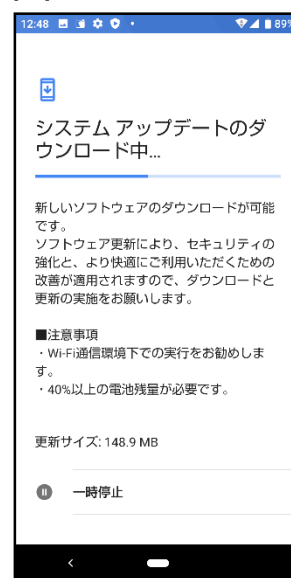 12:48
89%
システム アップデートのダ
ウンロード中...
新しいソフトウェアのダウンロードが可能
です。
ソフトウェア更新により、セキュリティの
強化と、より快適にご利用いただくための
改善が適用されますので、ダウンロードと
更新の実施をお願いします。
■注意事項
・Wi-Fi通信環境下での実行をお勧めしま
す。
・40%以上の電池残量が必要です。
更新サイズ: 148.9 MB
一時停止